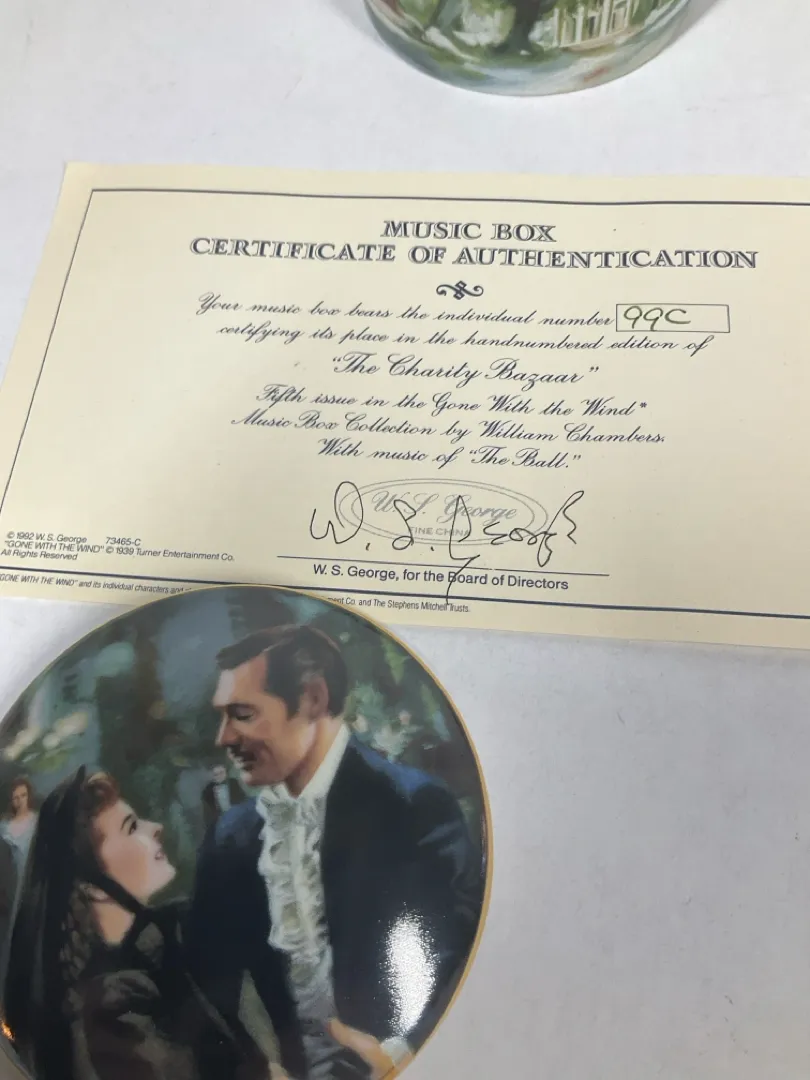 MUSIC BOX
CERTIFICATE OF AUTHENTICATION
Your music box bears the individual number 99C
certifying its place in the handnumbered edition of
"The Charity Bazaar"
Fifth issue in the Gone With the Wind*
Music Box Collection by William Chambers.
With music of "The Ball."
W. S. George
FINE CHINA
W. S. George
W. S. George, for the Board of Directors
© 1992 W. S. George 73465-C
"GONE WITH THE WIND" © 1939 Turner Entertainment Co.
All Rights Reserved
GONE WITH THE WIND" and its individual characters and Co. and The Stephens Mitchell Trusts.